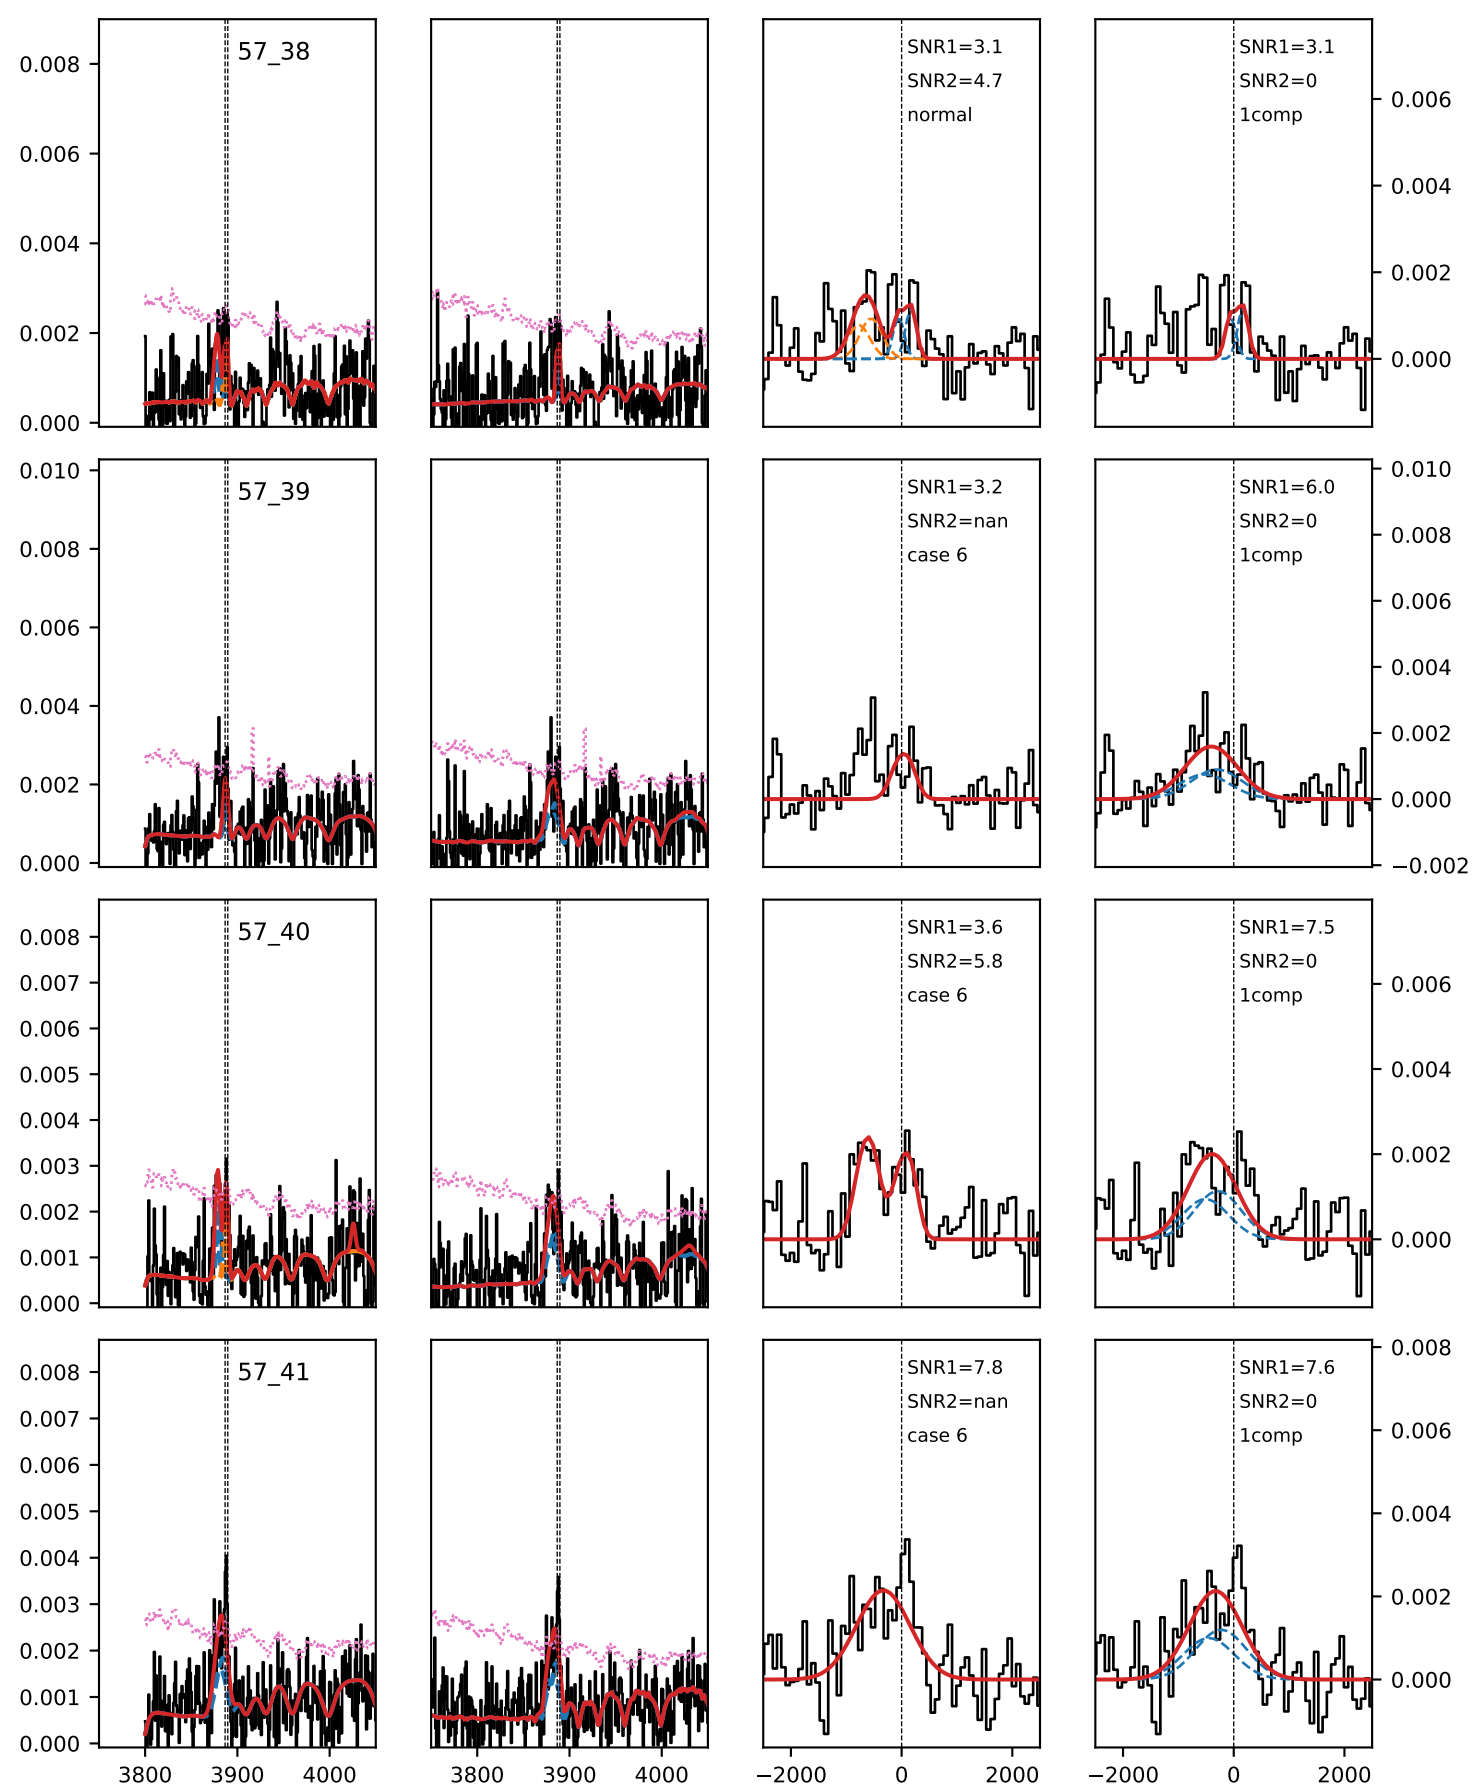 57_38
SNR1=3.1
SNR2=4.7
normal
SNR1=3.1
SNR2=0
1comp
0.008
0.006
0.004
0.002
0.000
0.006
0.004
0.002
0.000
57_39
SNR1=3.2
SNR2=nan
case 6
SNR1=6.0
SNR2=0
1comp
0.010
0.008
0.006
0.004
0.002
0.000
0.010
0.008
0.006
0.004
0.002
0.000
−0.002
57_40
SNR1=3.6
SNR2=5.8
case 6
SNR1=7.5
SNR2=0
1comp
0.008
0.007
0.006
0.005
0.004
0.003
0.002
0.001
0.000
0.006
0.004
0.002
0.000
57_41
SNR1=7.8
SNR2=nan
case 6
SNR1=7.6
SNR2=0
1comp
0.008
0.007
0.006
0.005
0.004
0.003
0.002
0.001
0.000
0.008
0.006
0.004
0.002
0.000
3800 3900 4000
3800 3900 4000
−2000 0 2000
−2000 0 2000